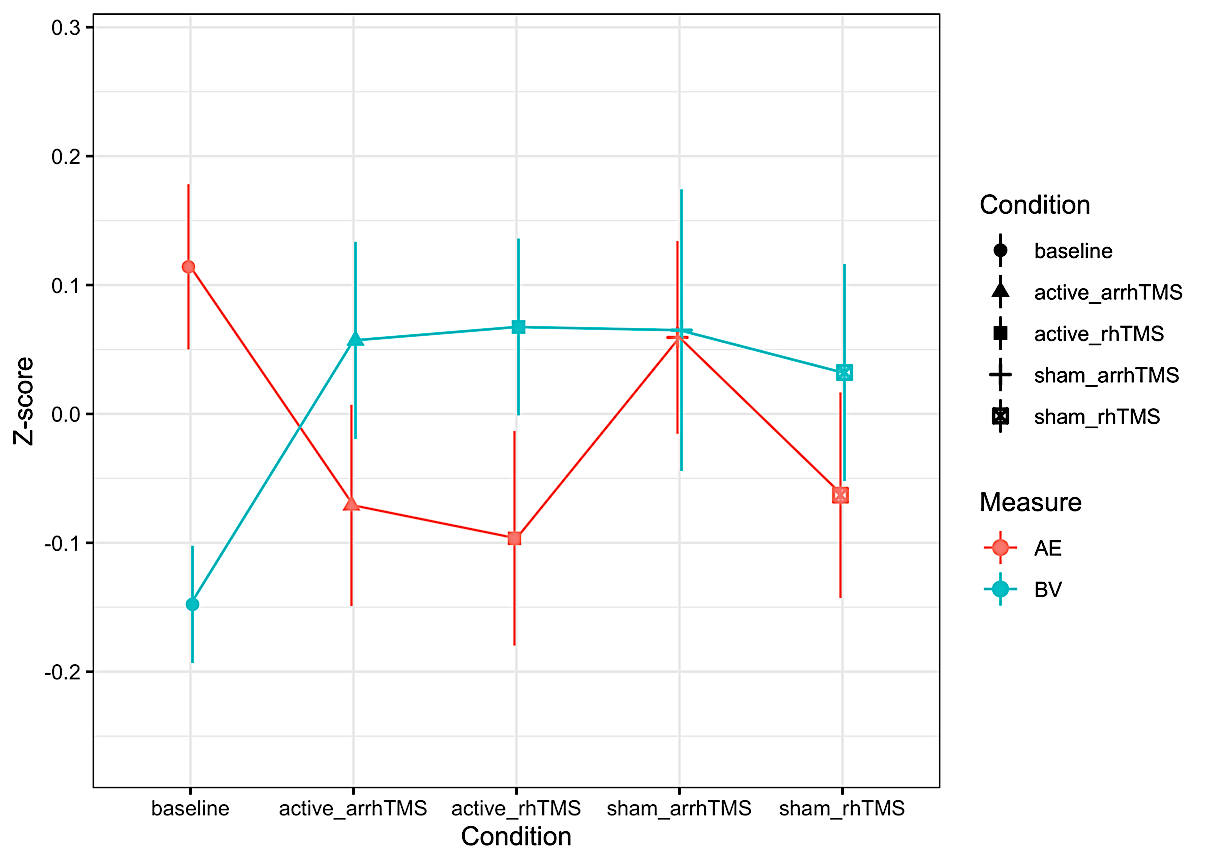 0.3
0.2
0.1
0.0
-0.1
-0.2
Z-score
baseline active_arrhTMS active_rhTMS sham_arrhTMS sham_rhTMS
Condition
Condition
baseline
active_arrhTMS
active_rhTMS
sham_arrhTMS
sham_rhTMS
Measure
AE
BV